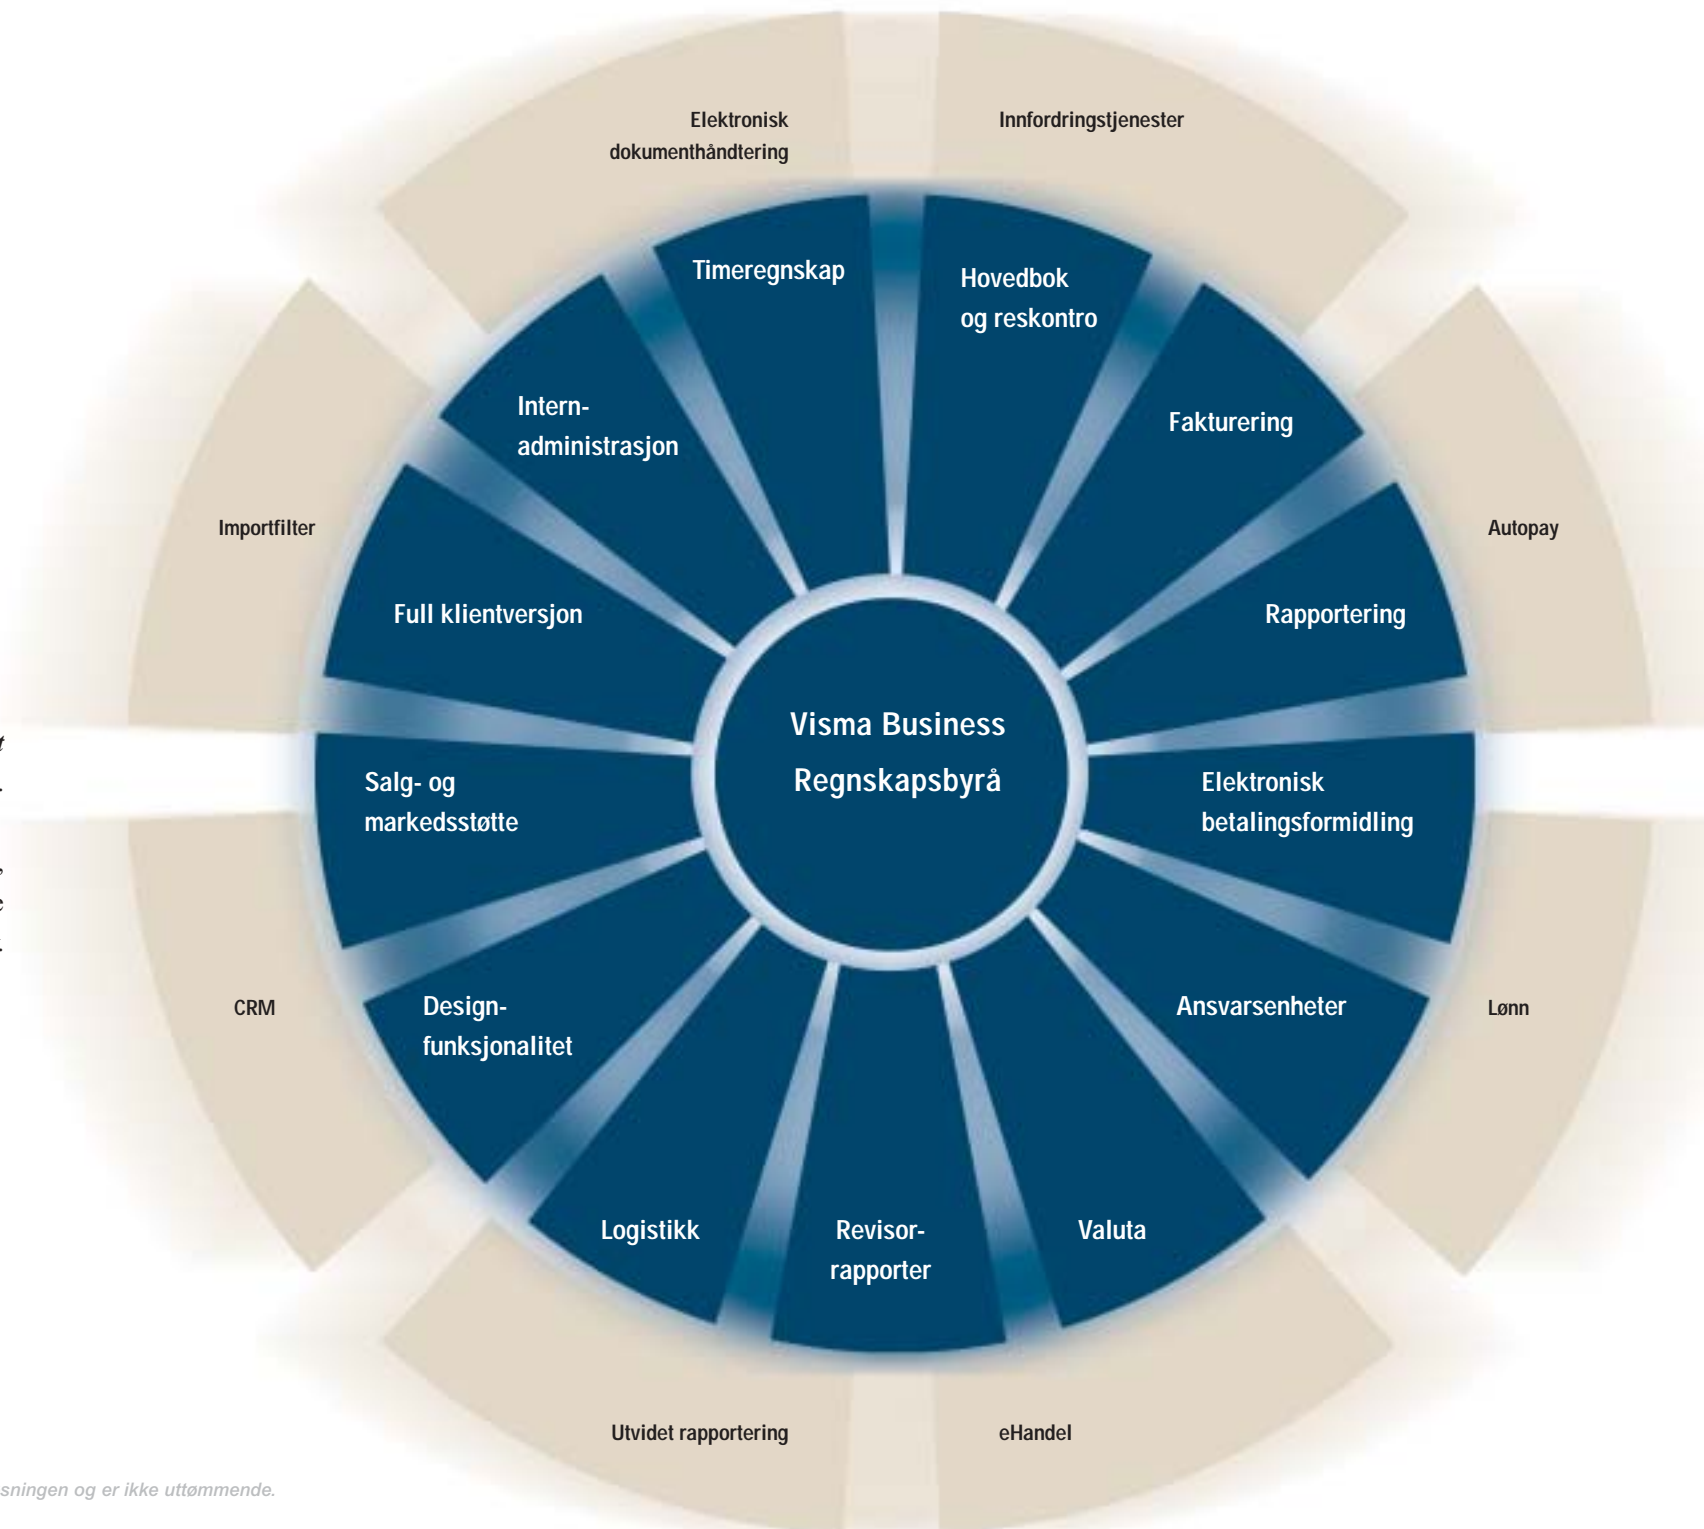 Elektronisk
dokumenthåndtering
Innfordringstjenester
Timeregnskap
Hovedbok
og reskontro
Intern-
administrasjon
Fakturering
Importfilter
Autopay
Full klientversjon
Rapportering
Visma Business
Regnskapsbyrå
Salg- og
markedsstøtte
Elektronisk
betalingsformidling
CRM
Design-
funksjonalitet
Ansvarsenheter
Lønn
Logistikk
Revisor-
rapporter
Valuta
Utvidet rapportering
eHandel
og er ikke uttømmende.